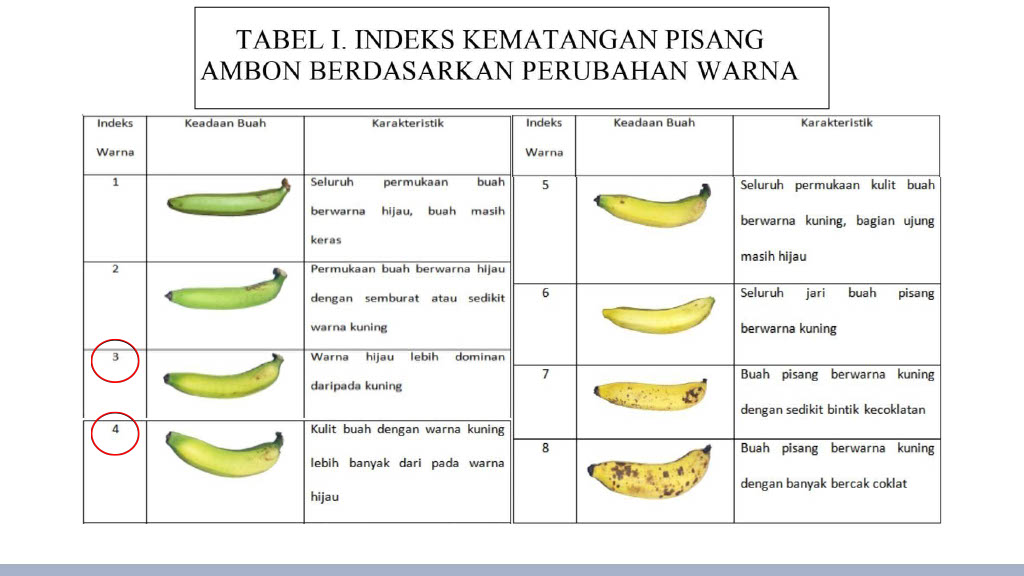 TABEL I. INDEKS KEMATANGAN PISANG
AMBON BERDASARKAN PERUBAHAN WARNA
Indeks Warna
Keadaan Buah
Karakteristik
1
Seluruh permukaan buah
berwarna hijau, buah masih
keras
2
Permukaan buah berwarna hijau
dengan semburat atau sedikit
warna kuning
3
Warna hijau lebih dominan
daripada kuning
4
Kulit buah dengan warna kuning
lebih banyak dari pada warna
hijau
Indeks Warna
Keadaan Buah
Karakteristik
5
Seluruh permukaan kulit buah
berwarna kuning, bagian ujung
masih hijau
6
Seluruh jari buah pisang
berwarna kuning
7
Buah pisang berwarna kuning
dengan sedikit bintik kecoklatan
8
Buah pisang berwarna kuning
dengan banyak bercak coklat